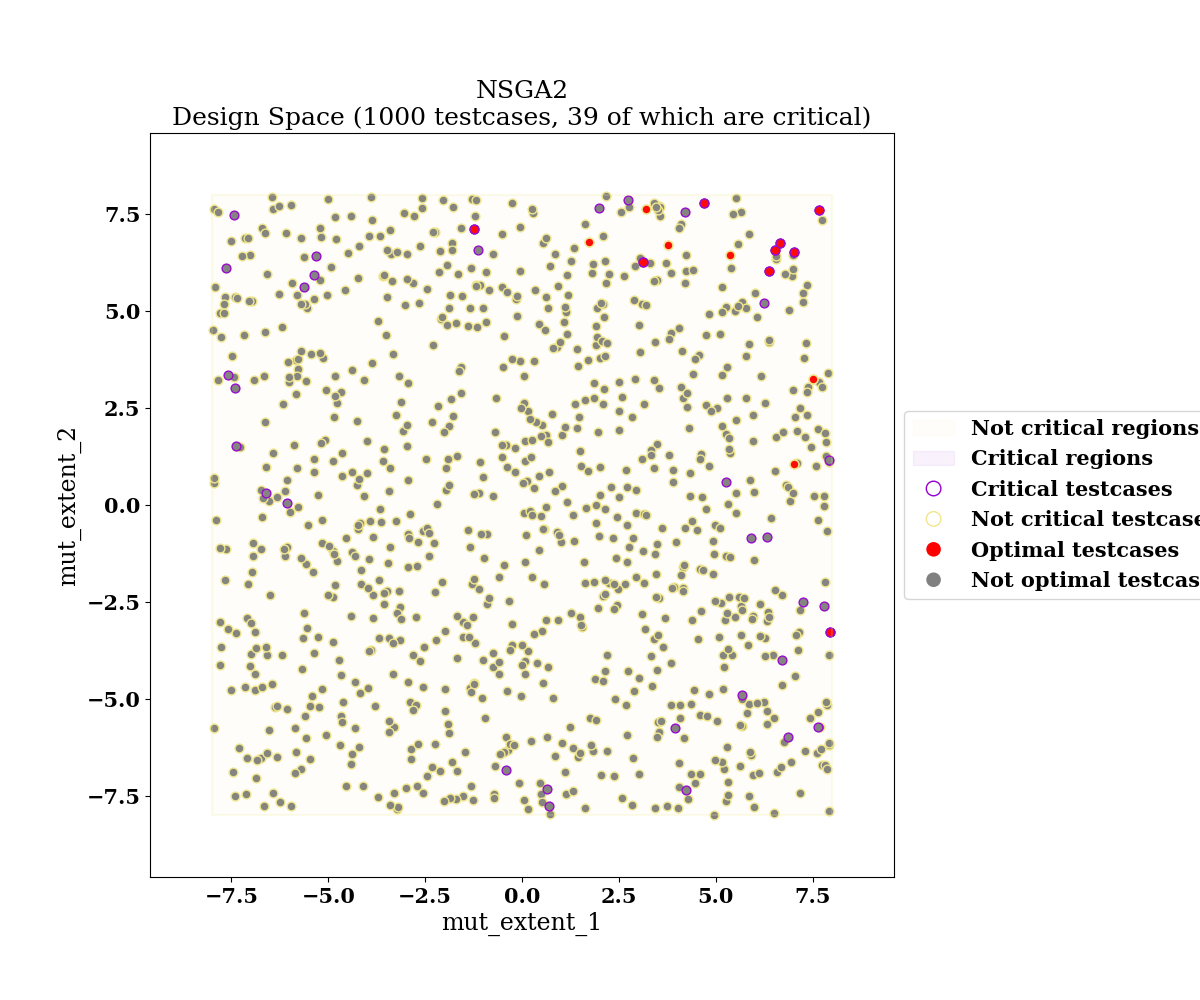 NSGA2
Design Space (1000 testcases, 39 of which are critical)
7.5
5.0
2.5
0.0
−2.5
−5.0
−7.5
mut_extent_2
−7.5
−5.0
−2.5
0.0
2.5
5.0
7.5
mut_extent_1
Not critical regions
Critical regions
Critical testcases
Not critical testcase
Optimal testcases
Not optimal testcas